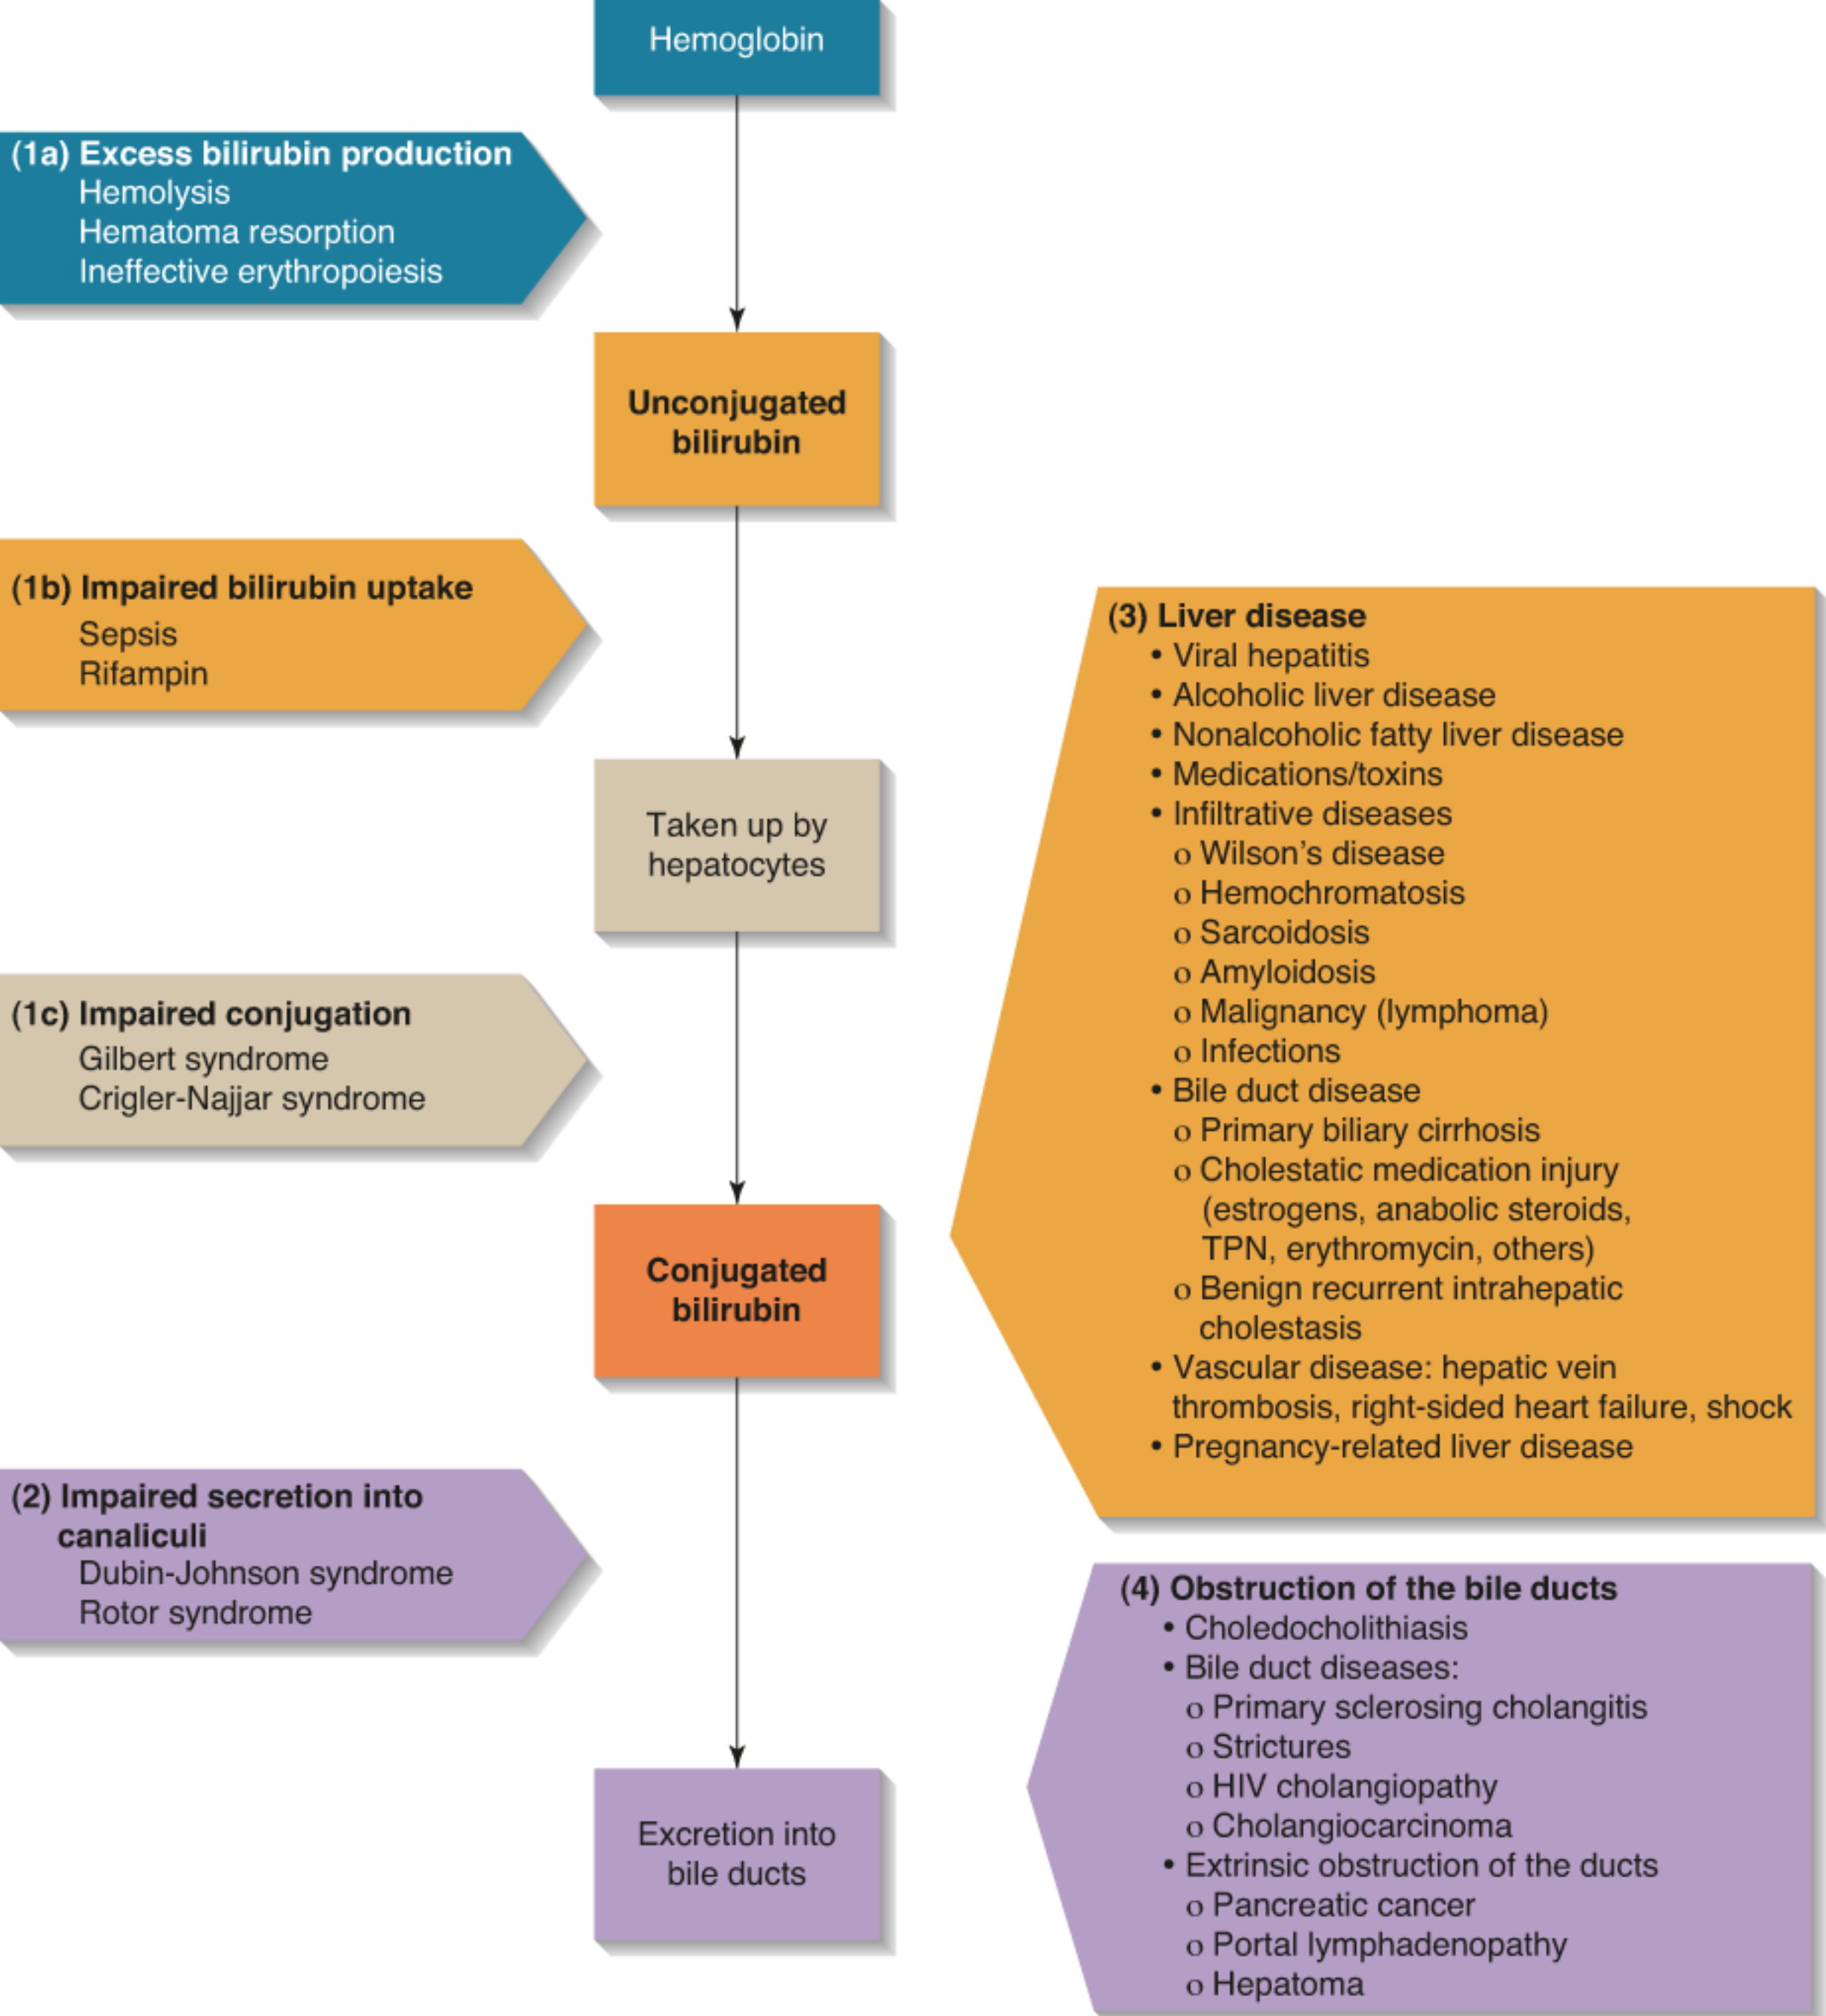 Hemoglobin
(1a) Excess bilirubin production
Hemolysis
Hematoma resorption
Ineffective erythropoiesis
Unconjugated
bilirubin
(1b) Impaired bilirubin uptake
Sepsis
Rifampin
Taken up by
hepatocytes
(1c) Impaired conjugation
Gilbert syndrome
Crigler-Najjar syndrome
Conjugated
bilirubin
(2) Impaired secretion into
canaliculi
Dubin-Johnson syndrome
Rotor syndrome
Excretion into
bile ducts
(3) Liver disease
• Viral hepatitis
• Alcoholic liver disease
• Nonalcoholic fatty liver disease
• Medications/toxins
• Infiltrative diseases
o Wilson’s disease
o Hemochromatosis
o Sarcoidosis
o Amyloidosis
o Malignancy (lymphoma)
o Infections
• Bile duct disease
o Primary biliary cirrhosis
o Cholestatic medication injury
(estrogens, anabolic steroids,
TPN, erythromycin, others)
o Benign recurrent intrahepatic
cholestasis
• Vascular disease: hepatic vein
thrombosis, right-sided heart failure, shock
• Pregnancy-related liver disease
(4) Obstruction of the bile ducts
• Choledocholithiasis
• Bile duct diseases:
o Primary sclerosing cholangitis
o Strictures
o HIV cholangiopathy
o Cholangiocarcinoma
• Extrinsic obstruction of the ducts
o Pancreatic cancer
o Portal lymphadenopathy
o Hepatoma